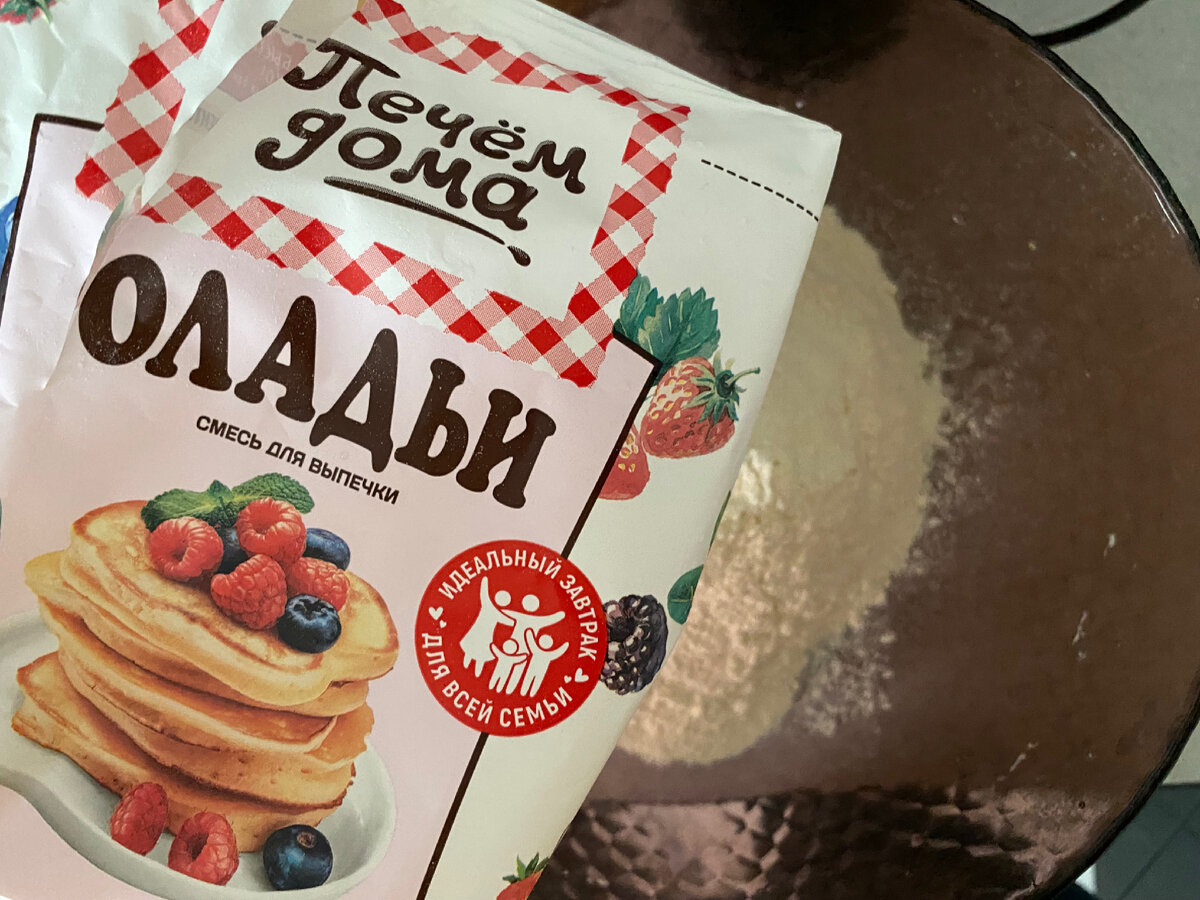 Печём
дома
ОЛАДЬИ
СМЕСЬ ДЛЯ ВЫПЕЧКИ
ИДЕАЛЬНЫЙ ЗАВТРАК
ДЛЯ ВСЕЙ СЕМЬИ